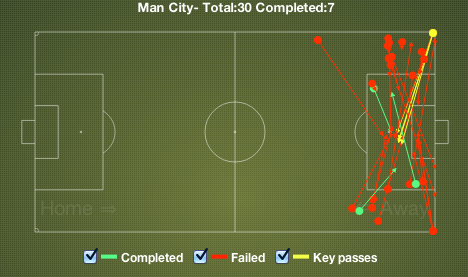 Man City- Total:30 Completed:7
Home
Away
Completed
Failed
Key passes